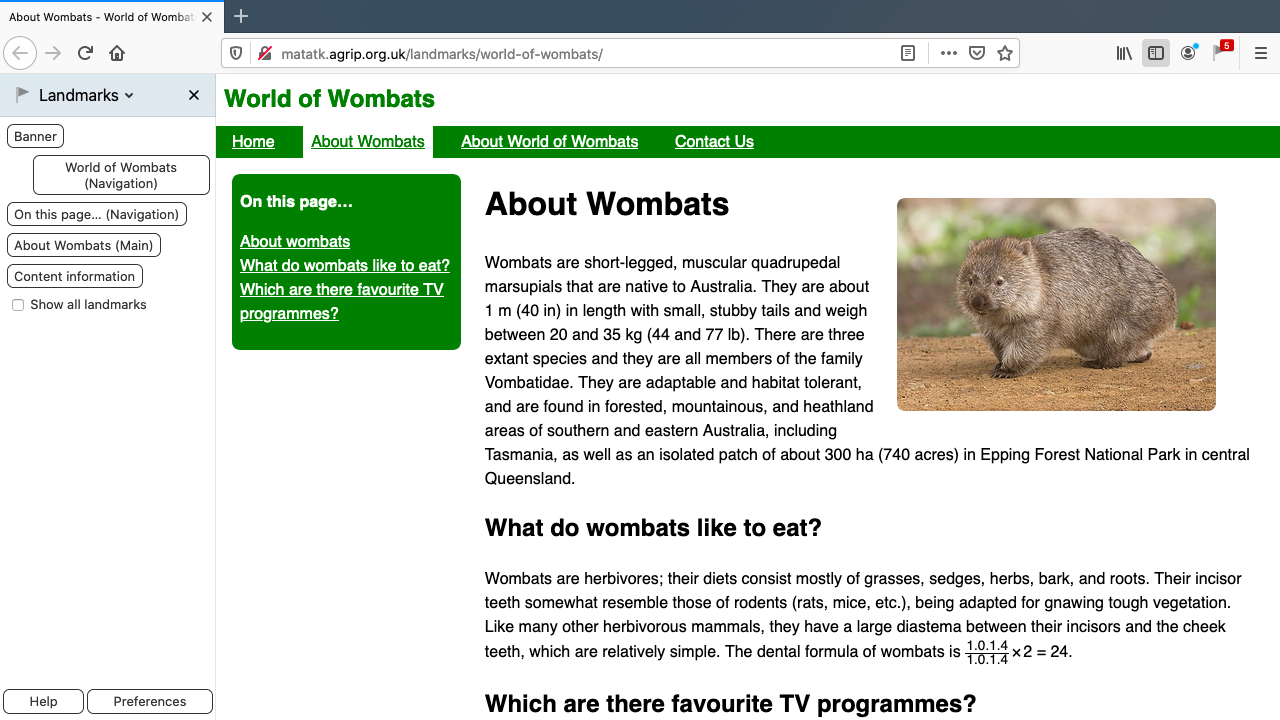 About Wombats - World of Wombat
matatk.agrip.org.uk/landmarks/world-of-wombats/
5
Landmarks
Banner
World of Wombats
(Navigation)
On this page... (Navigation)
About Wombats (Main)
Content information
Show all landmarks
Help
Preferences
World of Wombats
Home
About Wombats
About World of Wombats
Contact Us
On this page…
About wombats
What do wombats like to eat?
Which are there favourite TV
programmes?
About Wombats
Wombats are short-legged, muscular quadrupedal
marsupials that are native to Australia. They are about
1 m (40 in) in length with small, stubby tails and weigh
between 20 and 35 kg (44 and 77 lb). There are three
extant species and they are all members of the family
Vombatidae. They are adaptable and habitat tolerant,
and are found in forested, mountainous, and heathland
areas of southern and eastern Australia, including
Tasmania, as well as an isolated patch of about 300 ha (740 acres) in Epping Forest National Park in central
Queensland.
What do wombats like to eat?
Wombats are herbivores; their diets consist mostly of grasses, sedges, herbs, bark, and roots. Their incisor
teeth somewhat resemble those of rodents (rats, mice, etc.), being adapted for gnawing tough vegetation.
Like many other herbivorous mammals, they have a large diastema between their incisors and the cheek
teeth, which are relatively simple. The dental formula of wombats is 1.0.1.4/1.0.1.4 × 2 = 24.
Which are there favourite TV programmes?